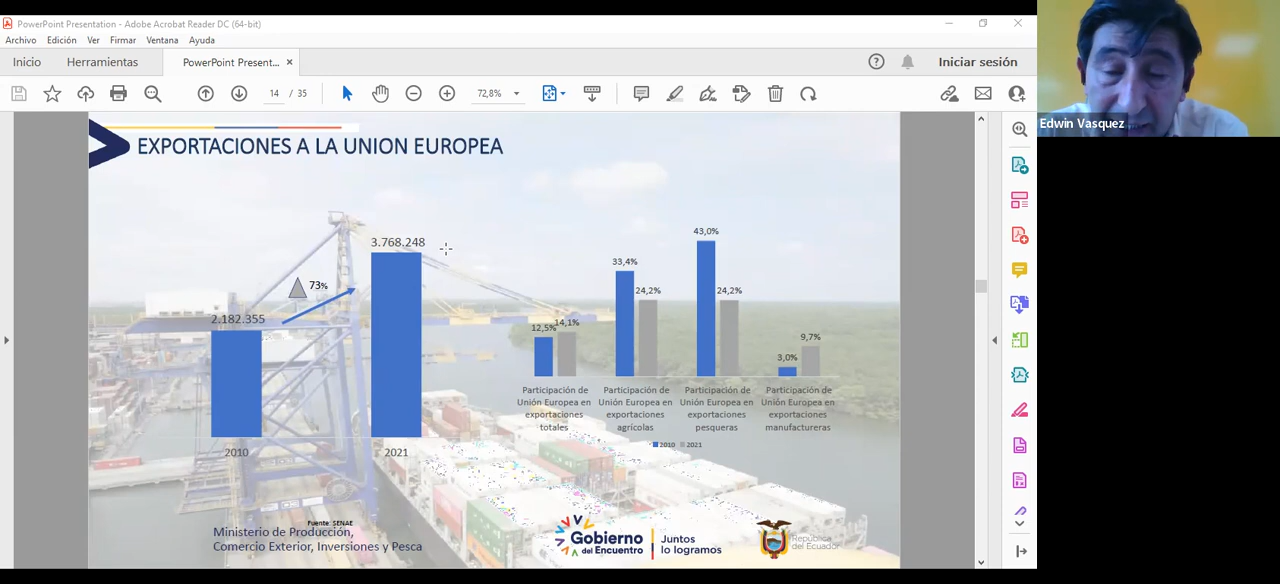 PowerPoint Presentation - Adobe Acrobat Reader DC (64-bit)
Archivo Edición Ver Firmar Ventana Ayuda
Inicio Herramientas PowerPoint Present... × Iniciar sesión
14 / 35 72,8%
EXPORTACIONES A LA UNION EUROPEA
2.182.355
73%
3.768.248
2010 2021
12,5% 14,1%
33,4% 24,2%
43,0% 24,2%
3,0% 9,7%
Participación de
Unión Europea en
exportaciones
totales
Participación de
Unión Europea en
exportaciones
agrícolas
Participación de
Unión Europea en
exportaciones
pesqueras
Participación de
Unión Europea en
exportaciones
manufactureras
2010 2021
Fuente: SENAE
Ministerio de Producción,
Comercio Exterior, Inversiones y Pesca
Gobierno
del Encuentro
Juntos
lo logramos
República
del Ecuador
Edwin Vasquez